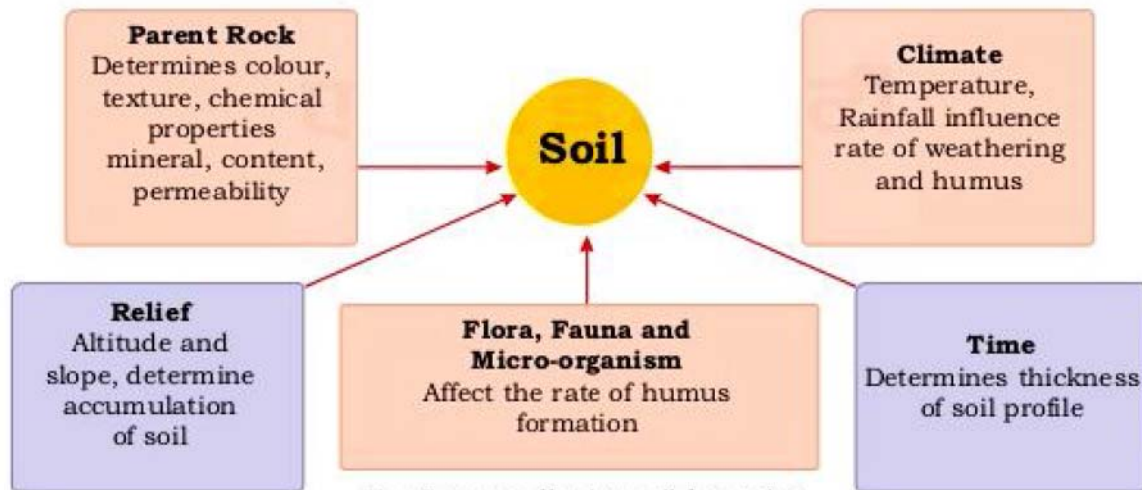 Parent Rock
Determines colour,
texture, chemical
properties
mineral, content,
permeability
Soil
Climate
Temperature,
Rainfall influence
rate of weathering
and humus
Relief
Altitude and
slope, determine
accumulation
of soil
Flora, Fauna and
Micro-organism
Affect the rate of humus
formation
Time
Determines thickness
of soil profile